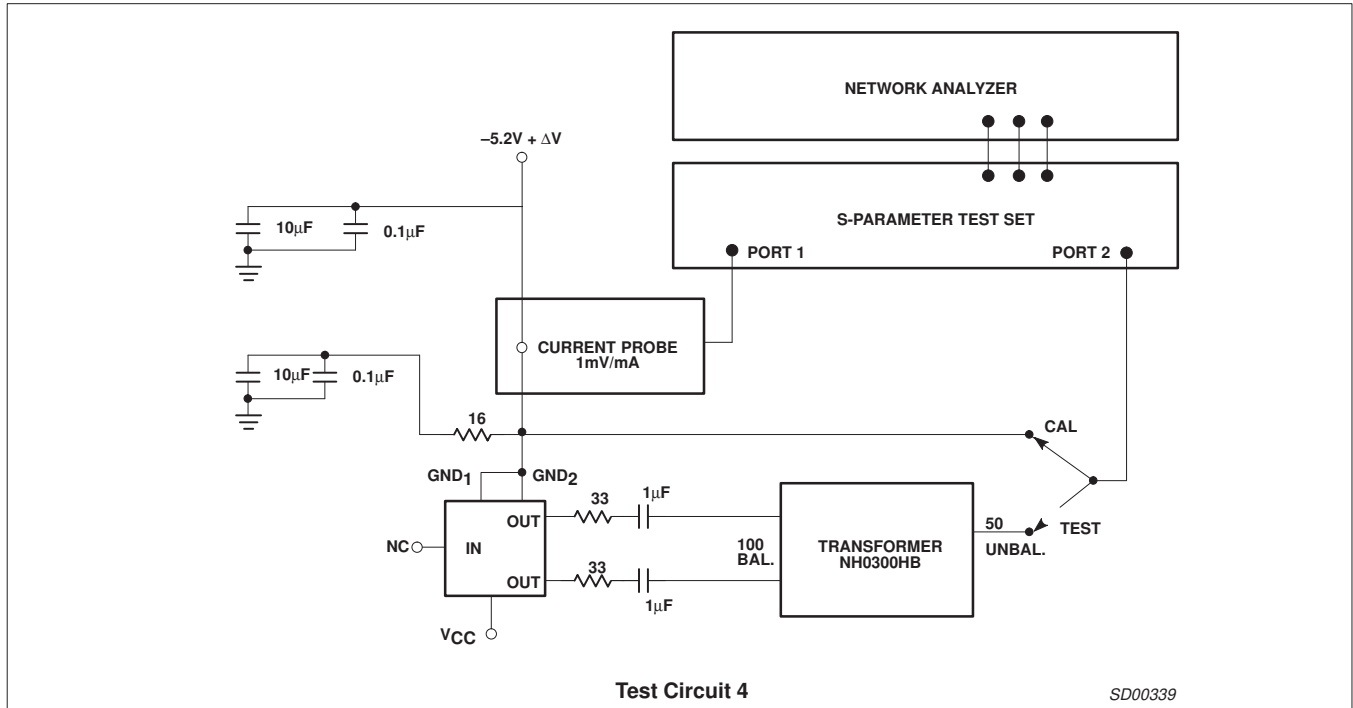 NETWORK ANALYZER
–5.2V + ΔV
10μF
0.1μF
S-PARAMETER TEST SET
PORT 1
PORT 2
CURRENT PROBE
1mV/mA
10μF
0.1μF
16
CAL
GND1
GND2
33
1μF
OUT
50
TEST
NC
IN
100
BAL.
TRANSFORMER
NH0300HB
UNBAL.
OUT
33
1μF
VCC
Test Circuit 4
SD00339